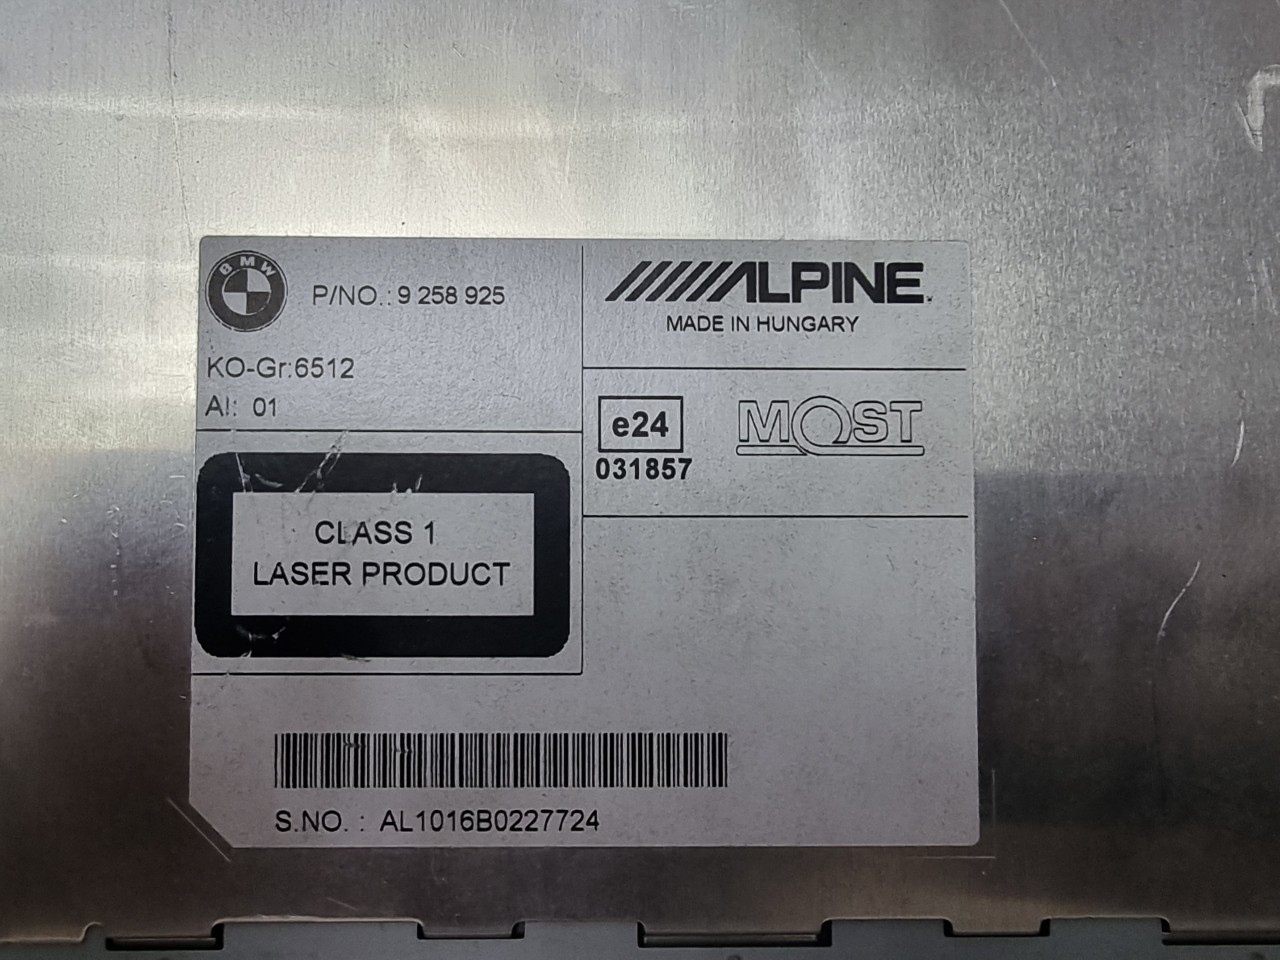 BMW
P/NO.: 9 258 925
KO-Gr:6512
AI: 01
CLASS 1
LASER PRODUCT
ALPINE
MADE IN HUNGARY
e24
031857
MOST
S.NO. : AL1016B0227724